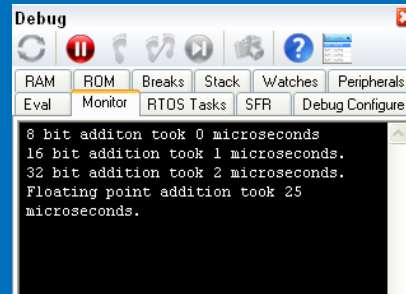 Debug
RAM ROM Breaks Stack Watches Peripherals
Eval Monitor RTOS Tasks SFR Debug Configure
8 bit additon took 0 microseconds
16 bit addition took 1 microseconds.
32 bit addition took 2 microseconds.
Floating point addition took 25
microseconds.